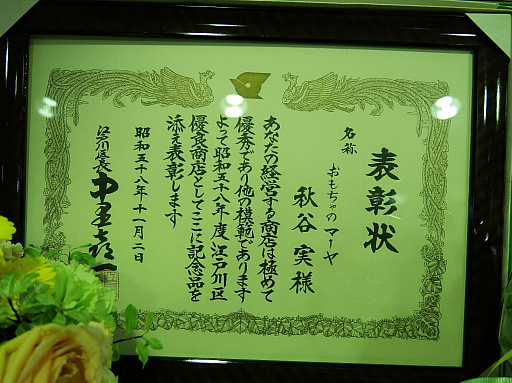 表彰状
名称
おもちゃのマーヤ
秋谷 実様
あなたの経営する商店は極めて
優秀であり他の模範であります
よって昭和五十八年度江戸川区
優良商店としてここに記念品を
添え表彰します
昭和五十八年十一月二日
江戸川区長 中里喜一